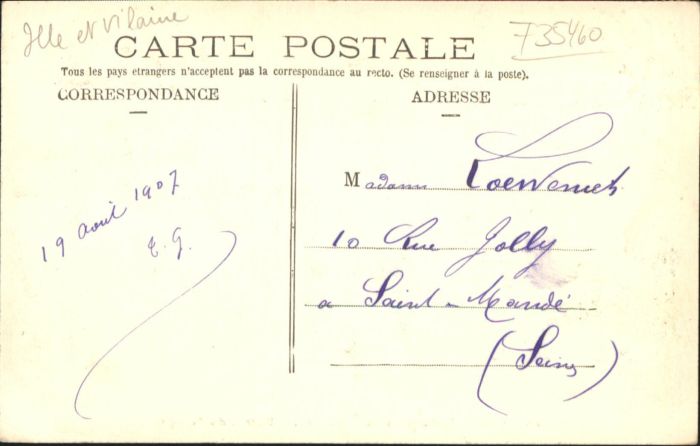 Ille et Vilaine
735460
CARTE POSTALE
Tous les pays etrangers n'acceptent pas la correspondance au recto. (Se renseigner à la poste).
CORRESPONDANCE
ADRESSE
19 août 1907
E. G.
Madame
10 Rue Jolly
a Saint-Mandé
(Seine)